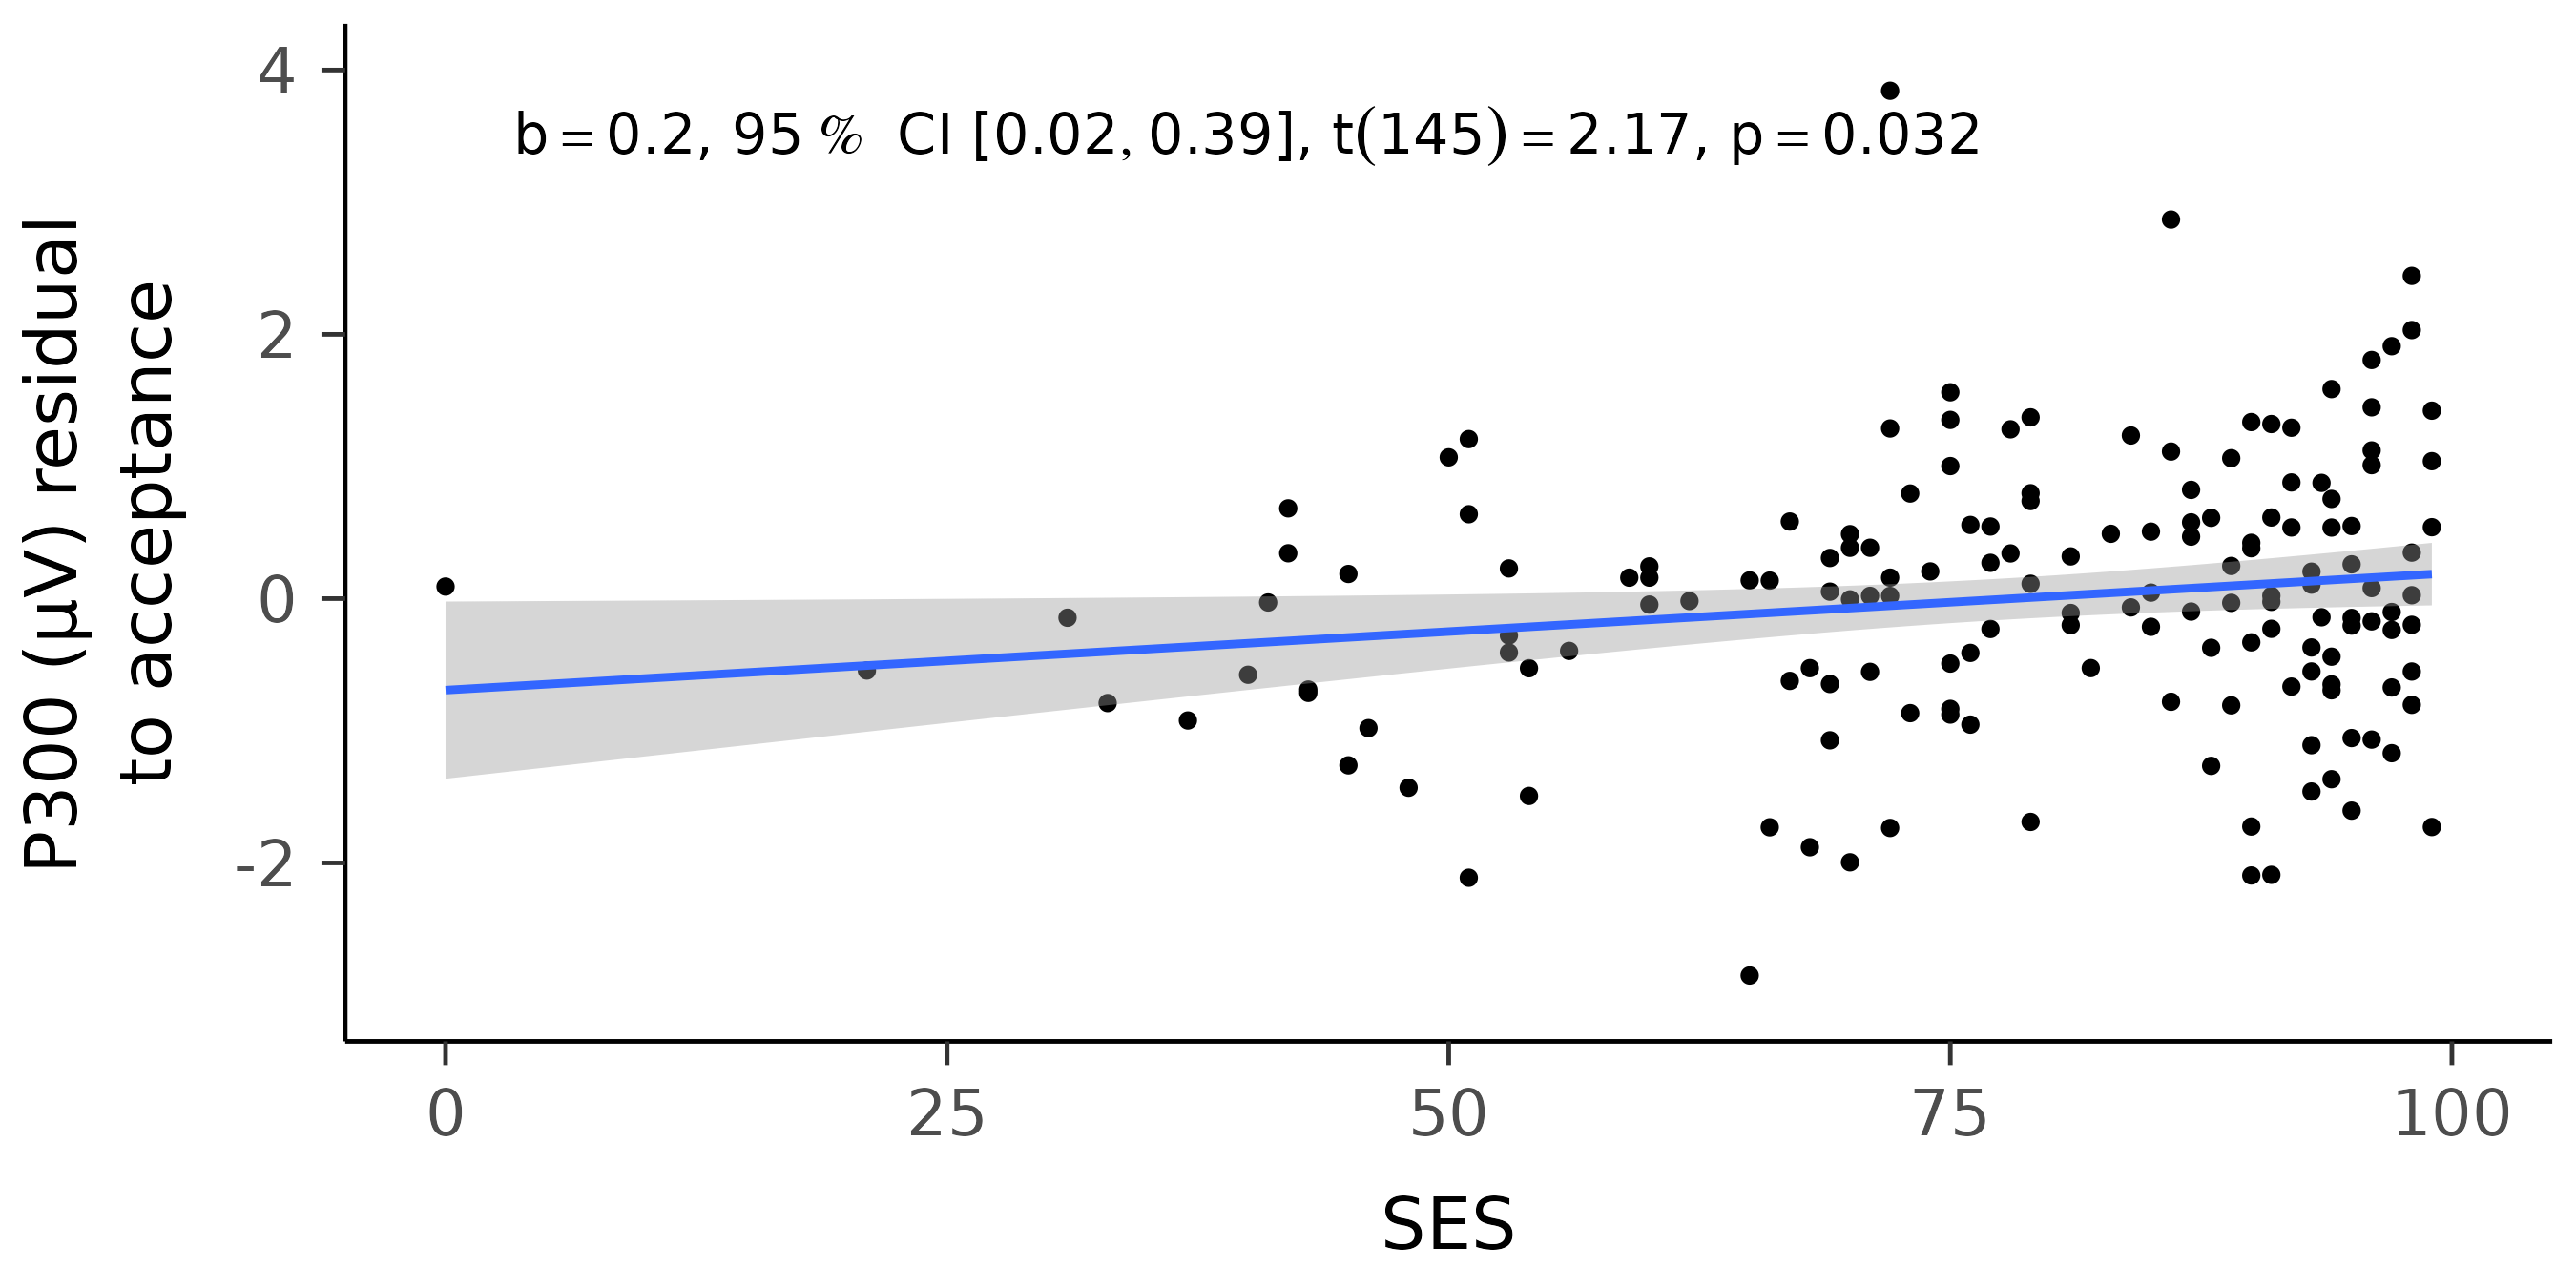 P300 (µV) residual
to acceptance
4
2
0
-2
b = 0.2, 95 % CI [0.02, 0.39], t(145) = 2.17, p = 0.032
0 25 50 75 100
SES